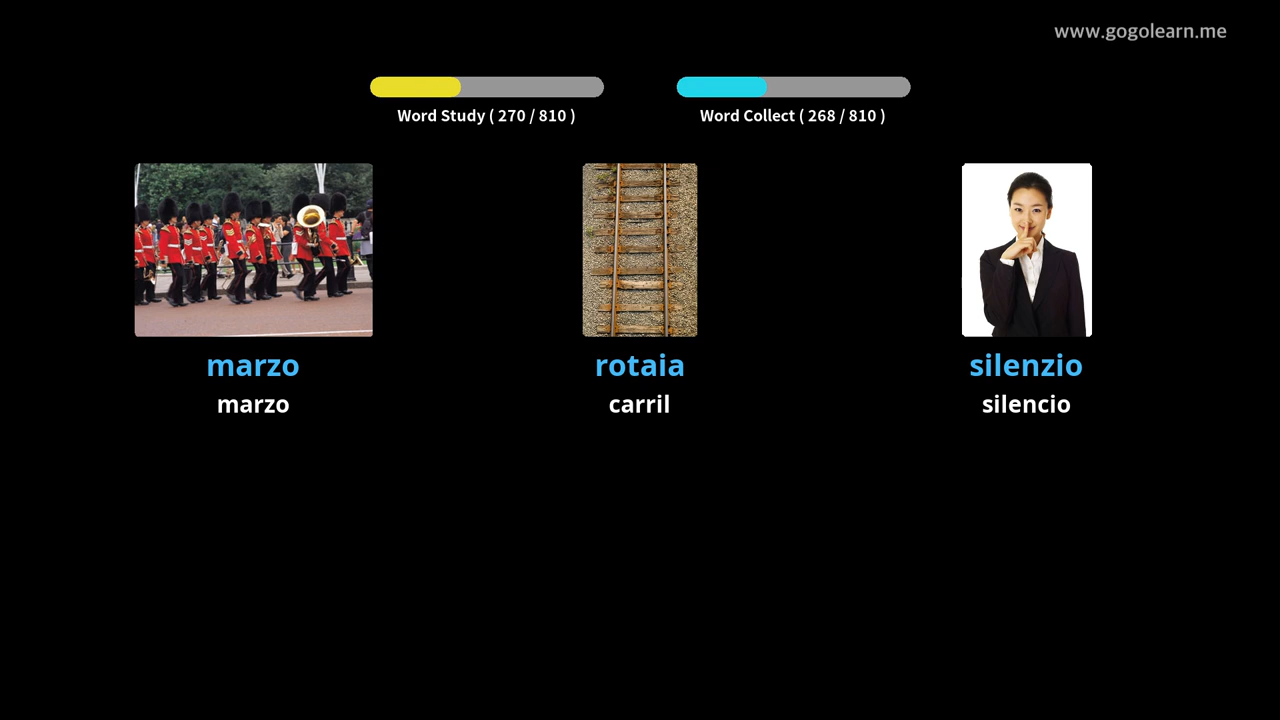 www.gogolearn.me
Word Study ( 270 / 810 )
Word Collect ( 268 / 810 )
marzo
marzo
rotaia
carril
silenzio
silencio